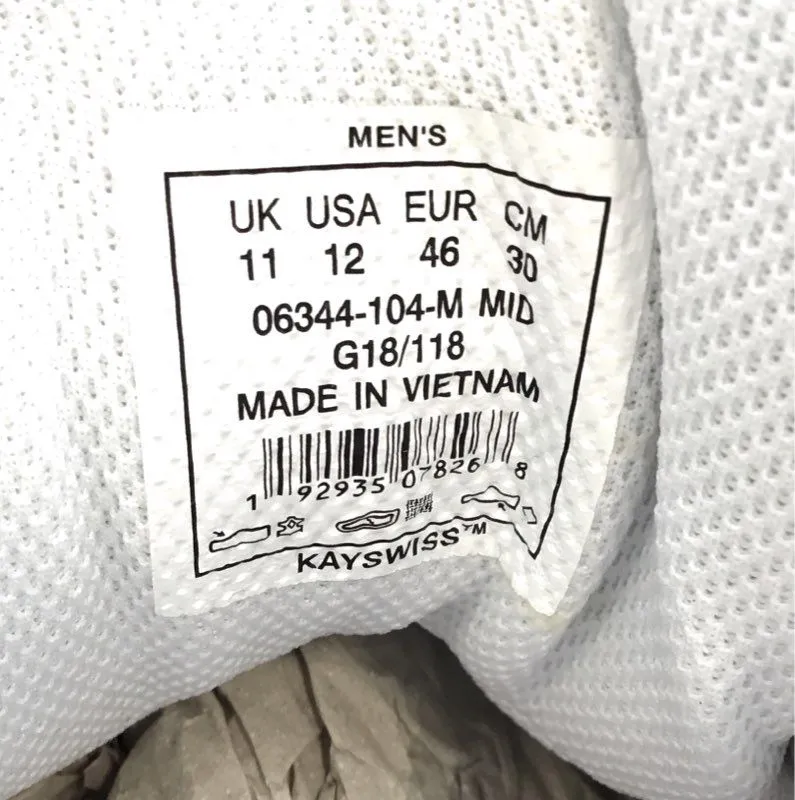 MEN'S
UK USA EUR CM
11 12 46 30
06344-104-M MID
G18/118
MADE IN VIETNAM
1 92935 07826 8
KAYSWISS™